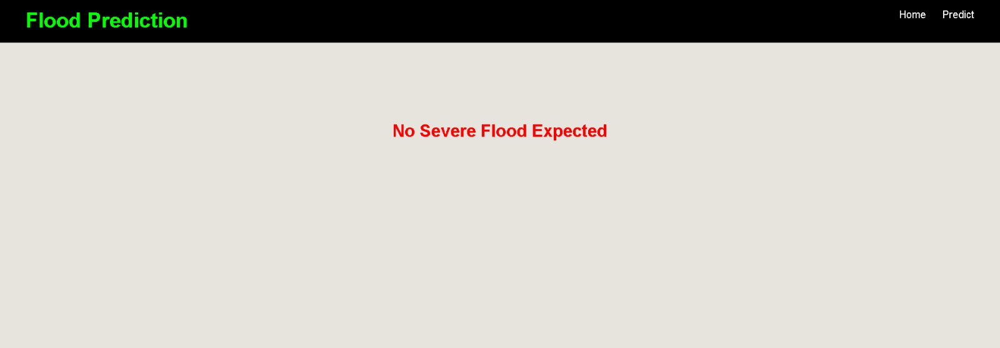 Flood Prediction
Home Predict
No Severe Flood Expected